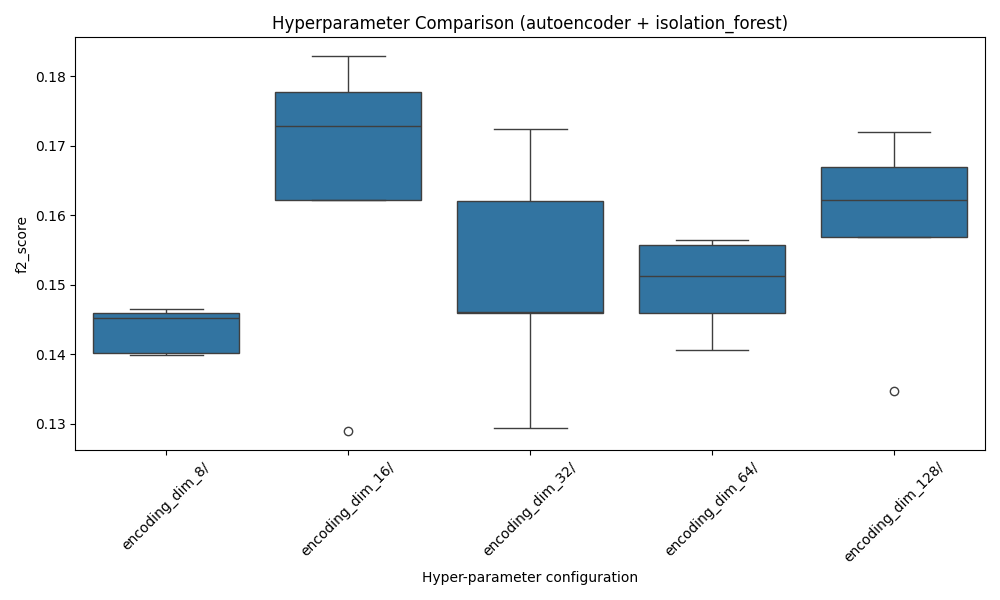 Hyperparameter Comparison (autoencoder + isolation_forest)
0.18
0.17
0.16
0.15
0.14
0.13
f2_score
encoding_dim_8/
encoding_dim_16/
encoding_dim_32/
encoding_dim_64/
encoding_dim_128/
Hyper-parameter configuration